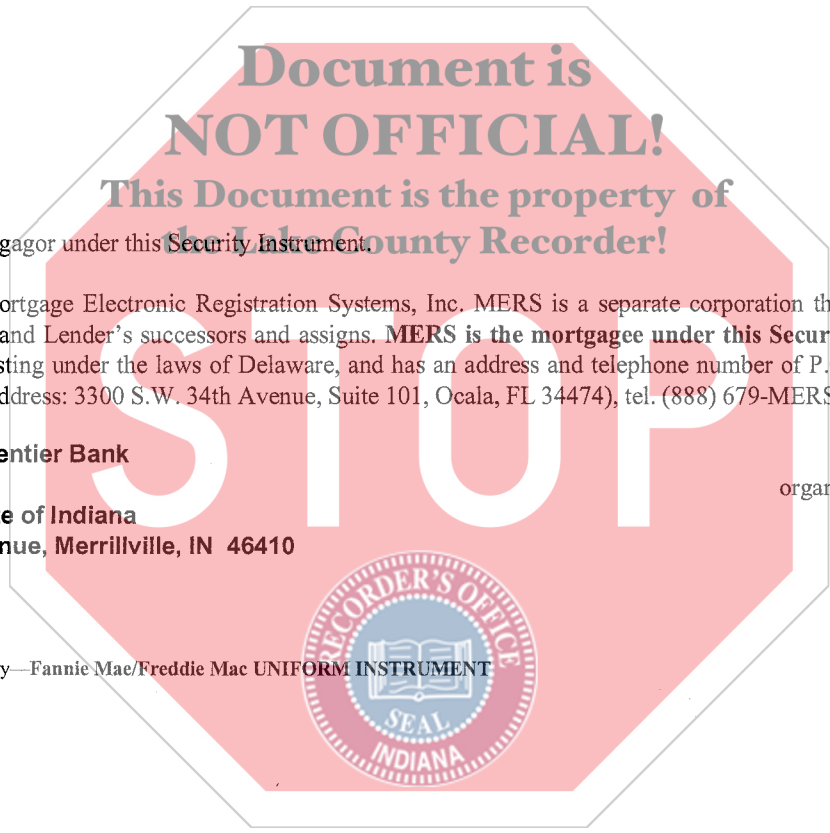 Document is
NOT OFFICIAL!
This Document is the property of
the Lake County Recorder!
gagor under this Security Instrument.
ortgage Electronic Registration Systems, Inc. MERS is a separate corporation th
and Lender's successors and assigns. MERS is the mortgagee under this Secur
sting under the laws of Delaware, and has an address and telephone number of P.
ddress: 3300 S.W. 34th Avenue, Suite 101, Ocala, FL 34474), tel. (888) 679-MERS
STOP
entier Bank
organ
e of Indiana
nue, Merrillville, IN 46410
RECORDER'S OFFICE
y—Fannie Mae/Freddie Mac UNIFORM INSTRUMENT
SEAL
INDIANA